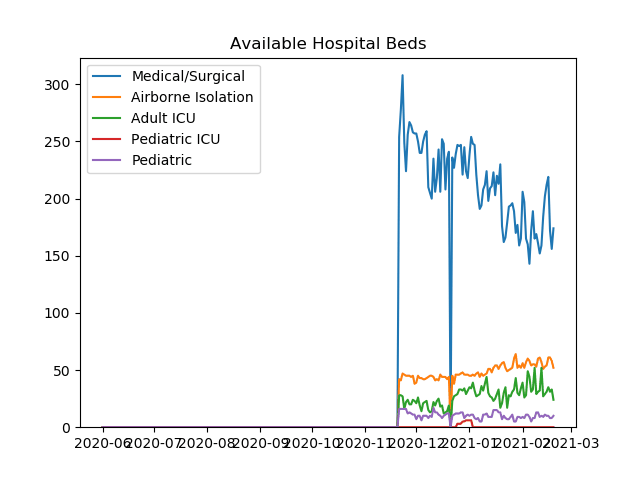 Available Hospital Beds
Medical/Surgical
Airborne Isolation
Adult ICU
Pediatric ICU
Pediatric
300
250
200
150
100
50
0
2020-06 2020-07 2020-08 2020-09 2020-10 2020-11 2020-12 2021-01 2021-02 2021-03